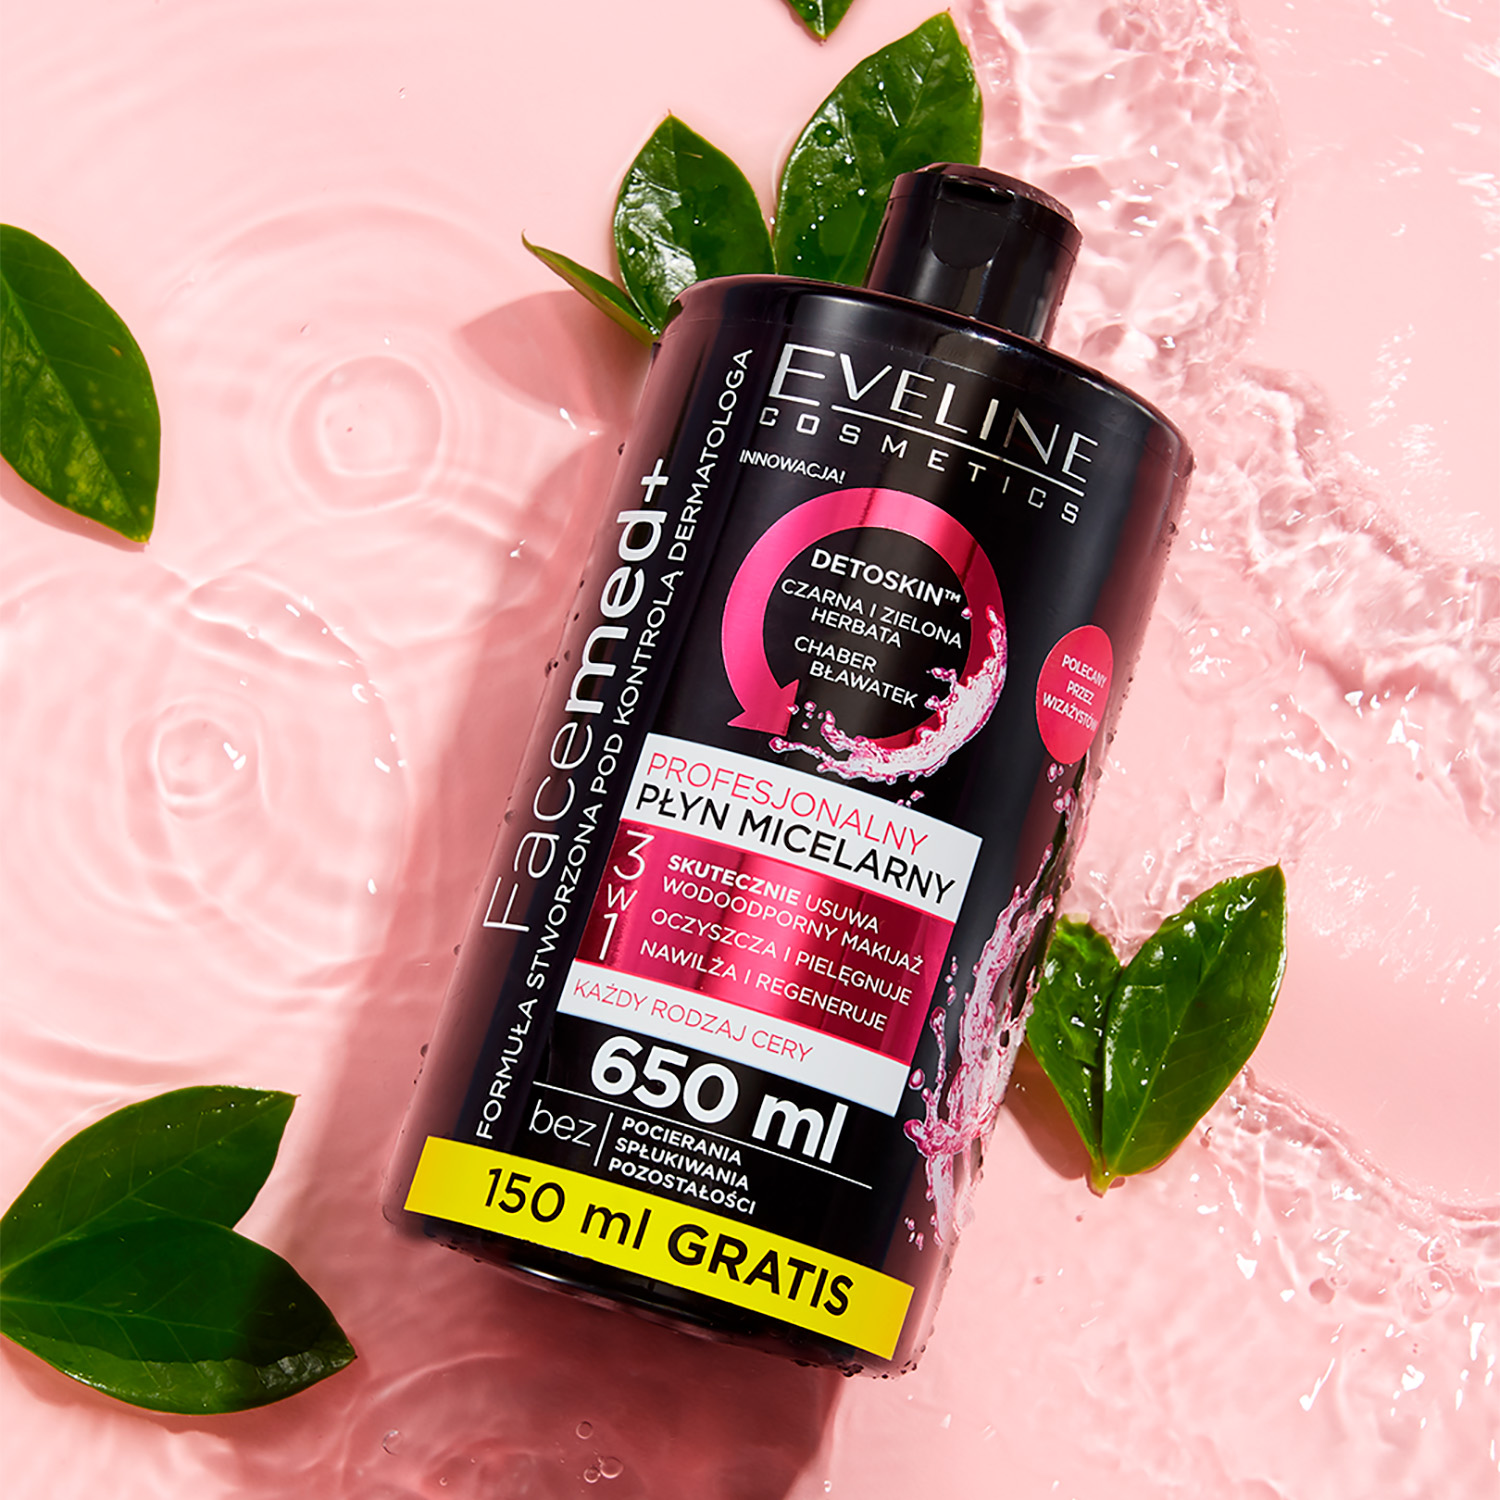 EVELINE
COSMETICS
INNOWACJA!
DETOSKIN™
CZARNA I ZIELONA
HERBATA
CHABER
BŁAWATEK
POLECANY
PRZEZ
WIZAŻYSTÓW
Facemed+
FORMUŁA STWORZONA POD KONTROLĄ DERMATOLOGA
PROFESJONALNY
PŁYN MICELARNY
3
w
1
SKUTECZNIE USUWA
WODOODPORNY MAKIJAŻ
OCZYSZCZA I PIELĘGNUJE
NAWILŻA I REGENERUJE
KAŻDY RODZAJ CERY
650 ml
bez
POCIERANIA
SPŁUKIWANIA
POZOSTAŁOŚCI
150 ml GRATIS